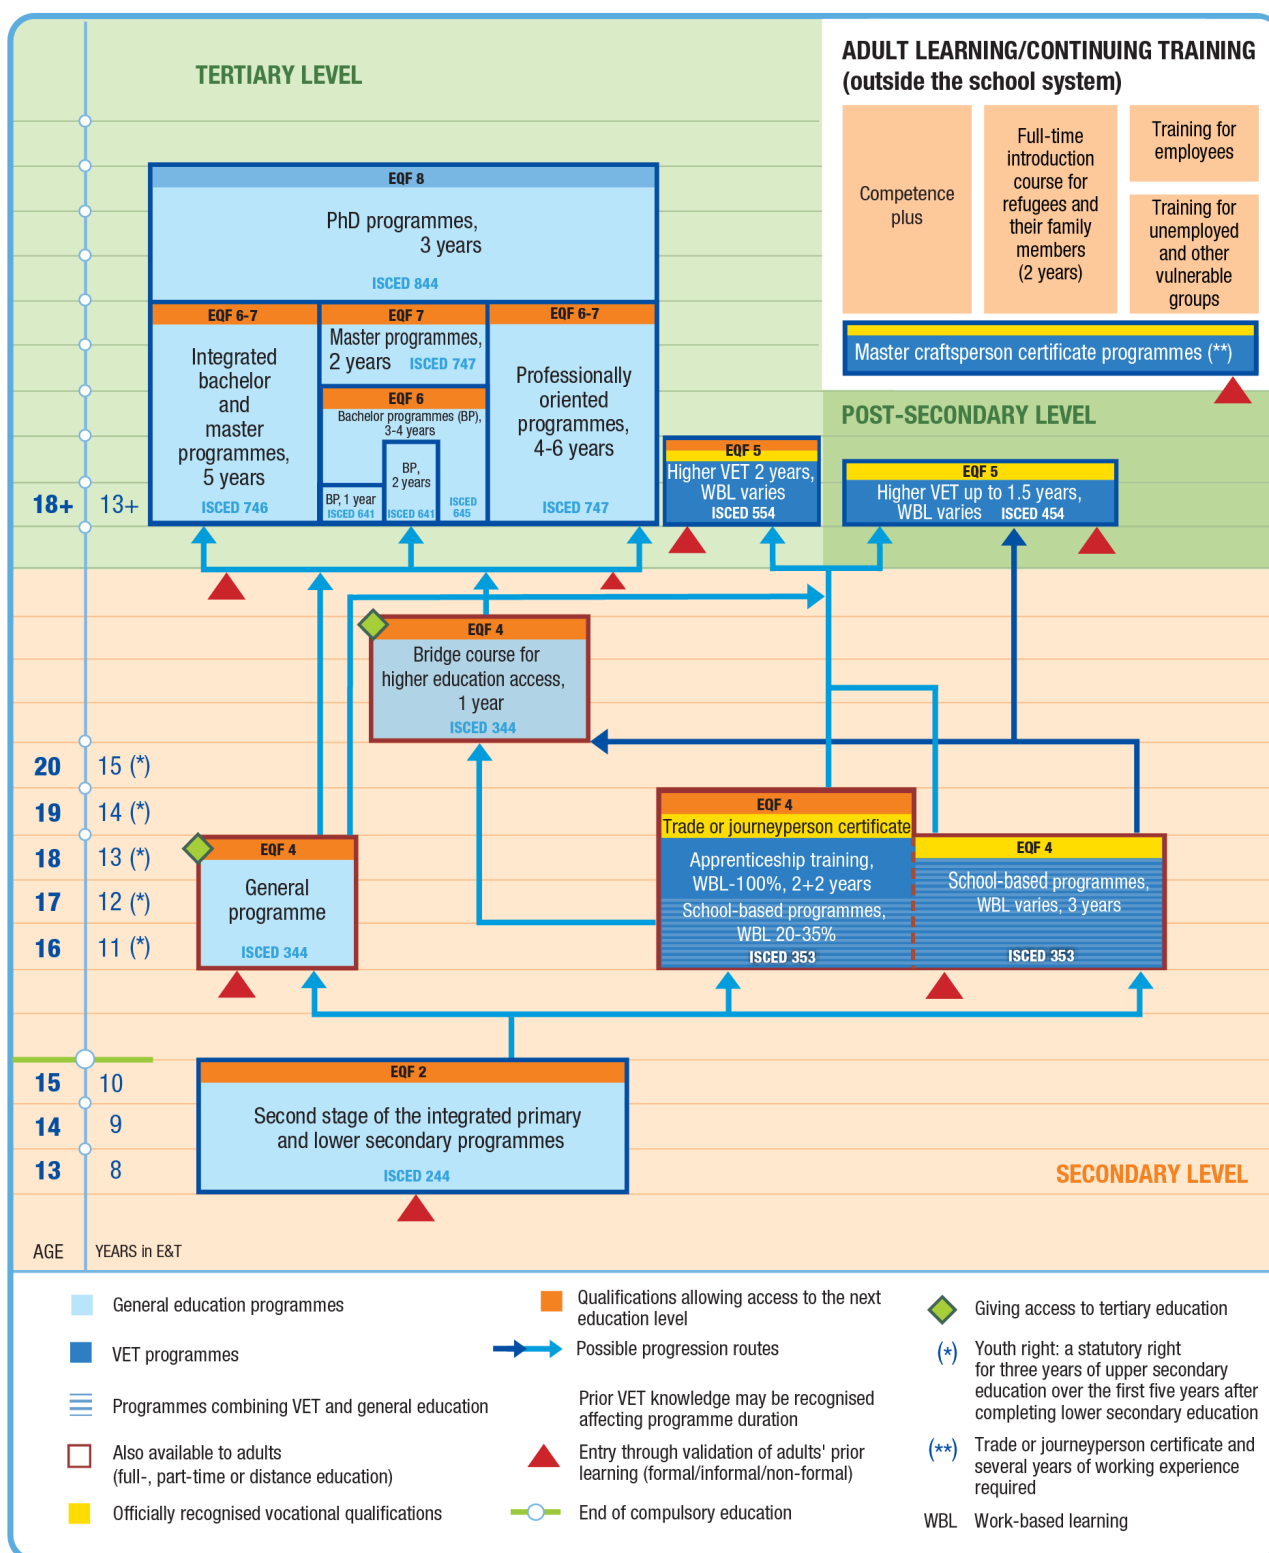 TERTIARY LEVEL
ADULT LEARNING/CONTINUING TRAINING
(outside the school system)
Competence
plus
Full-time
introduction
course for
refugees and
their family
members
(2 years)
Training for
employees
Training for
unemployed
and other
vulnerable
groups
Master craftsperson certificate programmes (**)
EQF 8
PhD programmes,
3 years
ISCED 844
EQF 6-7
Integrated
bachelor
and
master
programmes,
5 years
ISCED 746
EQF 7
Master programmes,
2 years ISCED 747
EQF 6
Bachelor programmes (BP),
3-4 years
BP, 1 year
ISCED 641
BP,
2 years
ISCED 641
ISCED
645
EQF 6-7
Professionally
oriented
programmes,
4-6 years
ISCED 747
EQF 5
Higher VET 2 years,
WBL varies
ISCED 554
POST-SECONDARY LEVEL
EQF 5
Higher VET up to 1.5 years,
WBL varies ISCED 454
18+ 13+
EQF 4
Bridge course for
higher education access,
1 year
ISCED 344
20 15 (*)
19 14 (*)
18 13 (*)
17 12 (*)
16 11 (*)
EQF 4
General
programme
ISCED 344
EQF 4
Trade or journeyperson certificate
Apprenticeship training,
WBL-100%, 2+2 years
School-based programmes,
WBL 20-35%
ISCED 353
EQF 4
School-based programmes,
WBL varies, 3 years
ISCED 353
15 10
14 9
13 8
EQF 2
Second stage of the integrated primary
and lower secondary programmes
ISCED 244
SECONDARY LEVEL
AGE YEARS in E&T
General education programmes
VET programmes
Programmes combining VET and general education
Also available to adults
(full-, part-time or distance education)
Officially recognised vocational qualifications
Qualifications allowing access to the next
education level
Possible progression routes
Prior VET knowledge may be recognised
affecting programme duration
Entry through validation of adults' prior
learning (formal/informal/non-formal)
End of compulsory education
Giving access to tertiary education
(*) Youth right: a statutory right
for three years of upper secondary
education over the first five years after
completing lower secondary education
(**) Trade or journeyperson certificate and
several years of working experience
required
WBL Work-based learning